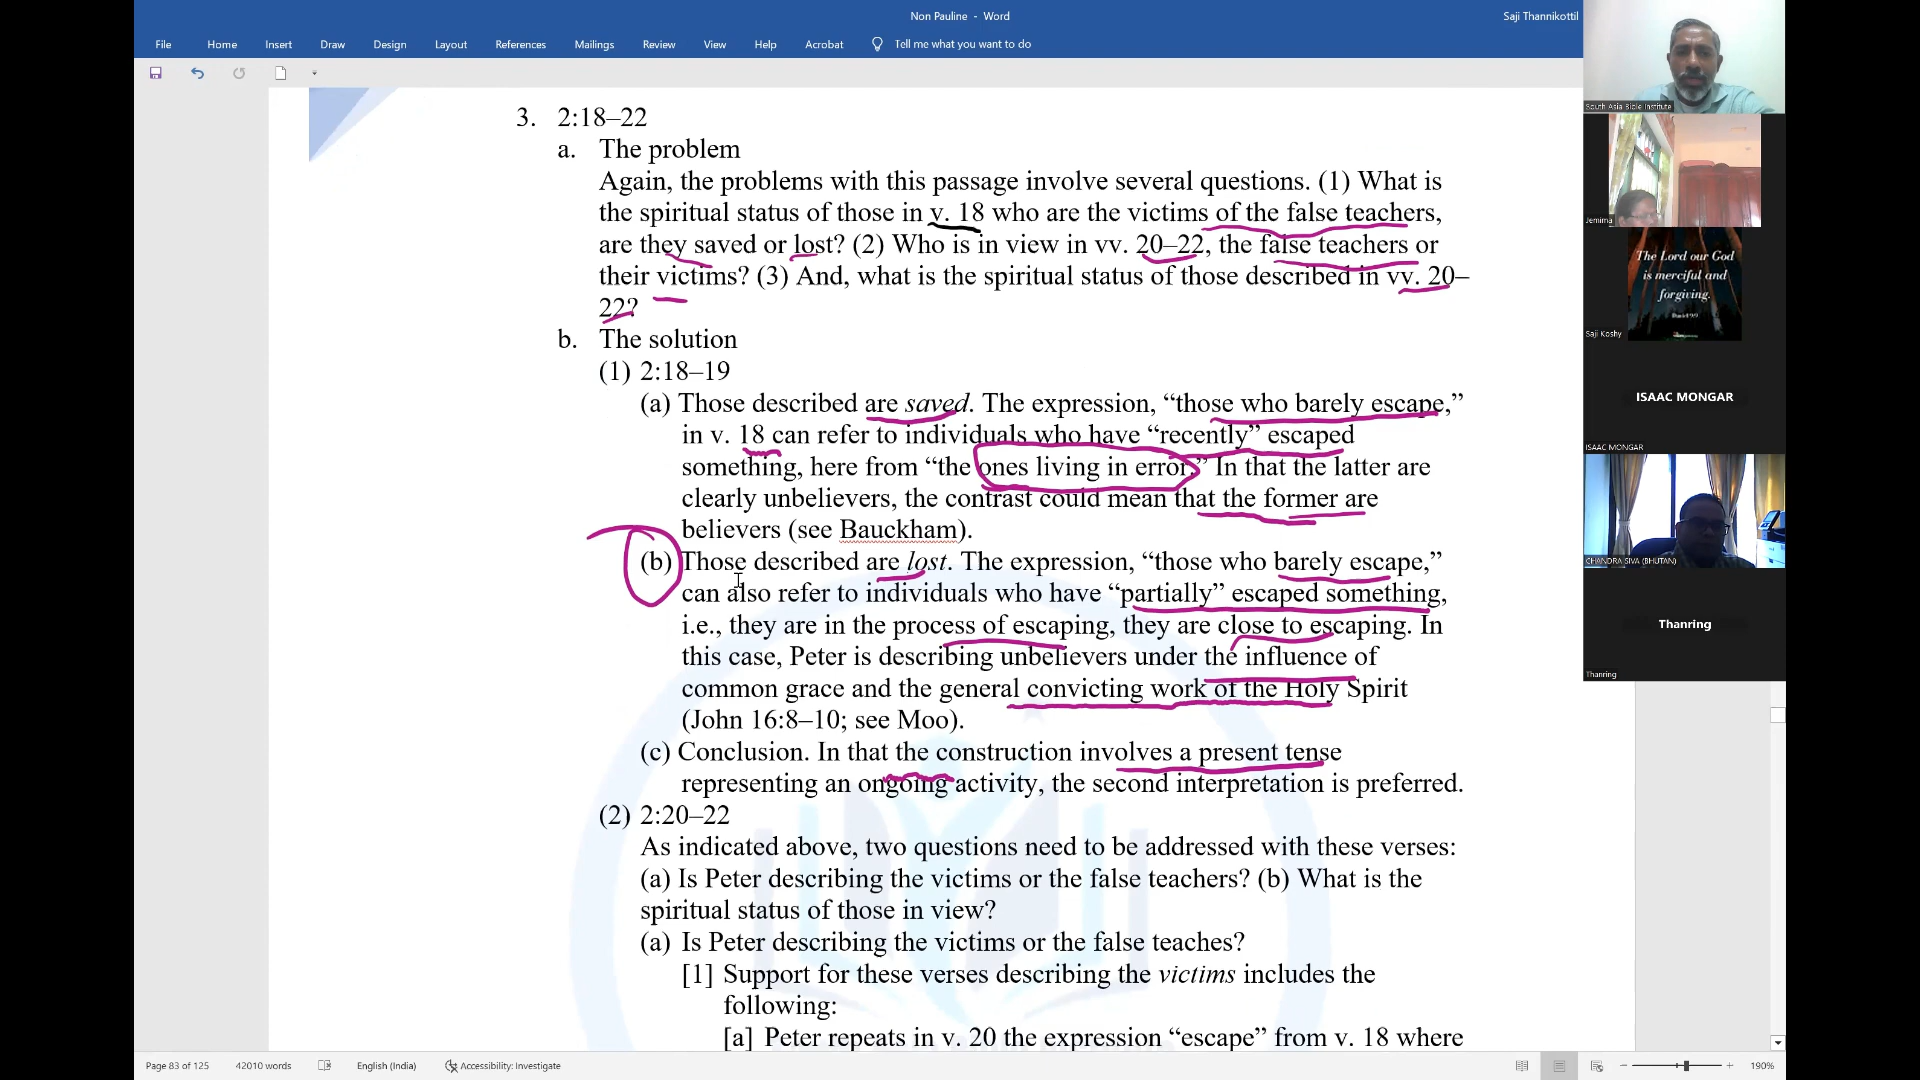 Non Pauline - Word
Saji Thannikottil
File Home Insert Draw Design Layout References Mailings Review View Help Acrobat Tell me what you want to do
3. 2:18–22
a. The problem
Again, the problems with this passage involve several questions. (1) What is
the spiritual status of those in v. 18 who are the victims of the false teachers,
are they saved or lost? (2) Who is in view in vv. 20–22, the false teachers or
their victims? (3) And, what is the spiritual status of those described in vv. 20–
22?
b. The solution
(1) 2:18–19
(a) Those described are saved. The expression, “those who barely escape,”
in v. 18 can refer to individuals who have “recently” escaped
something, here from “the ones living in error.” In that the latter are
clearly unbelievers, the contrast could mean that the former are
believers (see Bauckham).
(b) Those described are lost. The expression, “those who barely escape,”
can also refer to individuals who have “partially” escaped something,
i.e., they are in the process of escaping, they are close to escaping. In
this case, Peter is describing unbelievers under the influence of
common grace and the general convicting work of the Holy Spirit
(John 16:8–10; see Moo).
(c) Conclusion. In that the construction involves a present tense
representing an ongoing activity, the second interpretation is preferred.
(2) 2:20–22
As indicated above, two questions need to be addressed with these verses:
(a) Is Peter describing the victims or the false teachers? (b) What is the
spiritual status of those in view?
(a) Is Peter describing the victims or the false teaches?
[1] Support for these verses describing the victims includes the
following:
[a] Peter repeats in v. 20 the expression “escape” from v. 18 where
Page 83 of 125 42010 words English (India) Accessibility: Investigate 190%
South Asia Bible Institute
Jemima
The Lord our God
is merciful and
forgiving.
Daniel 9:9
Saji Koshy
ISAAC MONGAR
ISAAC MONGAR
CHANDRA SIVA (BHUTAN)
Thanring
Thanring